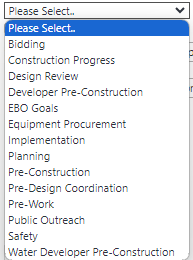 Please Select..
Please Select..
Bidding
Construction Progress
Design Review
Developer Pre-Construction
EBO Goals
Equipment Procurement
Implementation
Planning
Pre-Construction
Pre-Design Coordination
Pre-Work
Public Outreach
Safety
Water Developer Pre-Construction